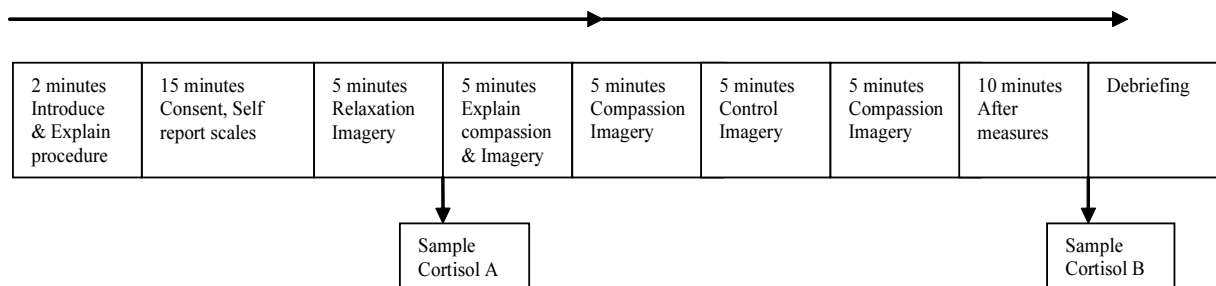 2 minutes
Introduce
& Explain
procedure
15 minutes
Consent, Self
report scales
5 minutes
Relaxation
Imagery
5 minutes
Explain
compassion
& Imagery
5 minutes
Compassion
Imagery
5 minutes
Control
Imagery
5 minutes
Compassion
Imagery
10 minutes
After
measures
Debriefing
Sample
Cortisol A
Sample
Cortisol B